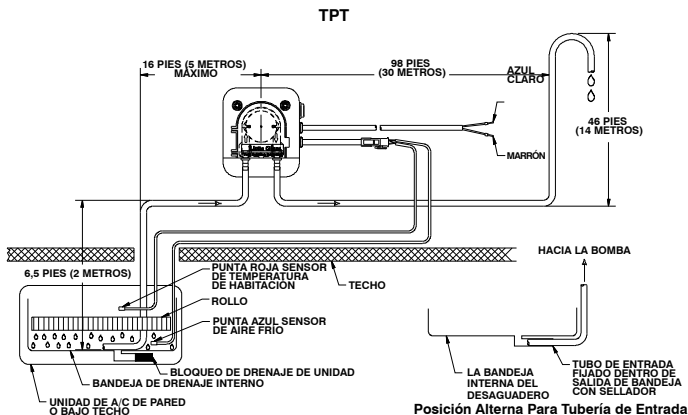 TPT
16 PIES (5 METROS)
MÁXIMO
98 PIES
(30 METROS)
AZUL
CLARO
46 PIES
(14 METROS)
MARRÓN
6,5 PIES (2 METROS)
PUNTA ROJA SENSOR
DE TEMPERATURA
DE HABITACIÓN
TECHO
HACIA LA BOMBA
ROLLO
PUNTA AZUL SENSOR
DE AIRE FRIO
BLOQUEO DE DRENAJE DE UNIDAD
BANDEJA DE DRENAJE INTERNO
UNIDAD DE A/C DE PARED
O BAJO TECHO
LA BANDEJA
INTERNA DEL
DESAGUADERO
TUBO DE ENTRADA
FIJADO DENTRO DE
SALIDA DE BANDEJA
CON SELLADOR
Posición Alterna Para Tubería de Entrada